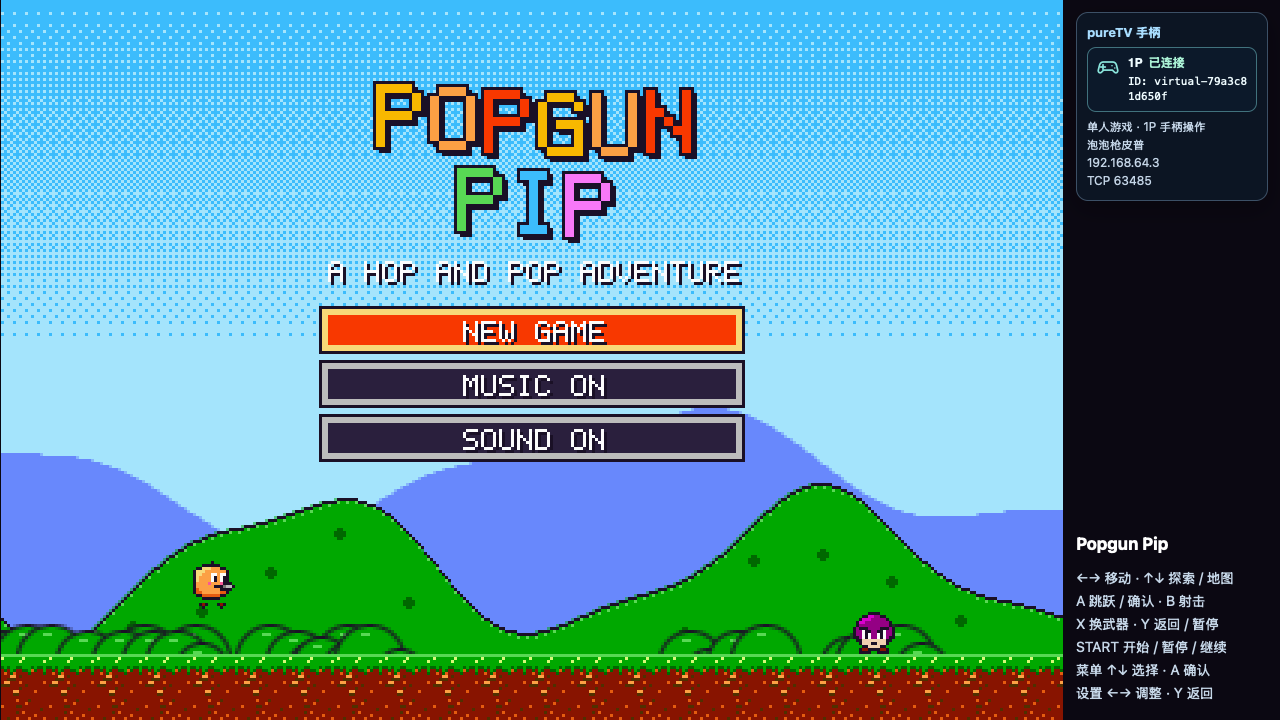 POPGUN
PIP
A HOP AND POP ADVENTURE
NEW GAME
MUSIC ON
SOUND ON
pureTV 手柄
1P 已连接
ID: virtual-79a3c8
1d650f
单人游戏 · 1P 手柄操作
泡泡枪皮普
192.168.64.3
TCP 63485
Popgun Pip
←→ 移动 · ↑↓ 探索 / 地图
A 跳跃 / 确认 · B 射击
X 换武器 · Y 返回 / 暂停
START 开始 / 暂停 / 继续
菜单 ↑↓ 选择 · A 确认
设置 ←→ 调整 · Y 返回